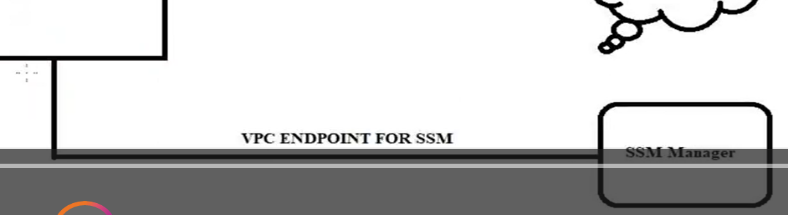 VPC ENDPOINT FOR SSM
SSM Manager